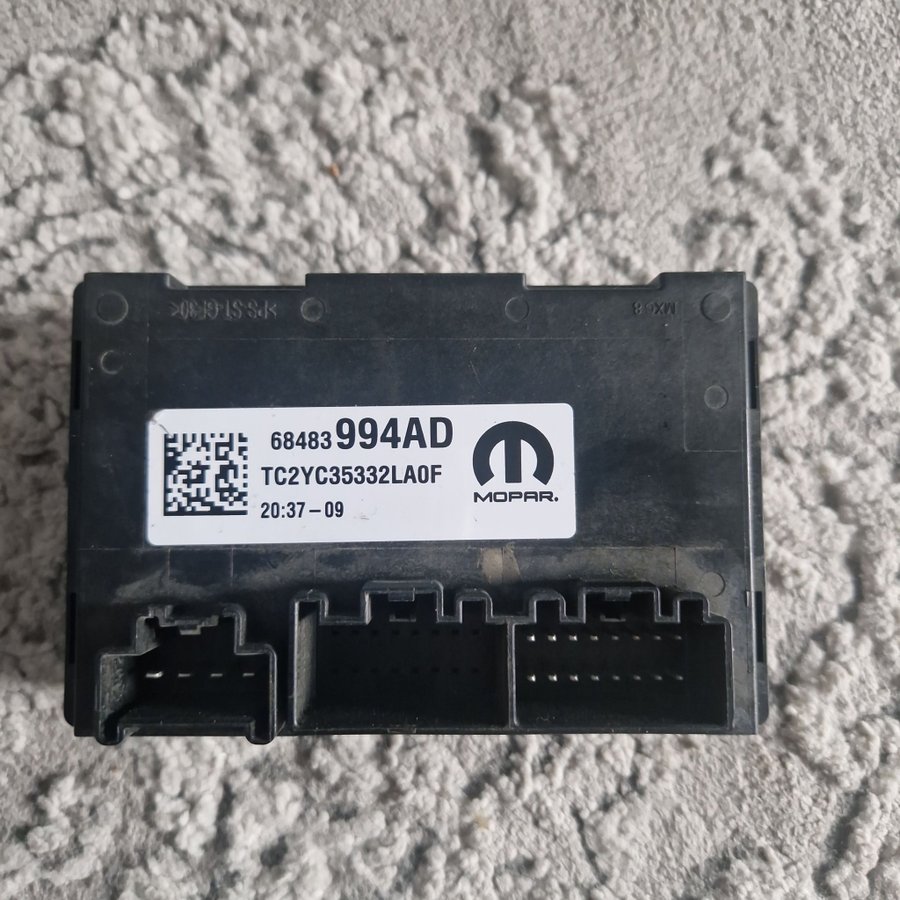 68483994AD
TC2YC35332LA0F
20:37-09
MOPAR.